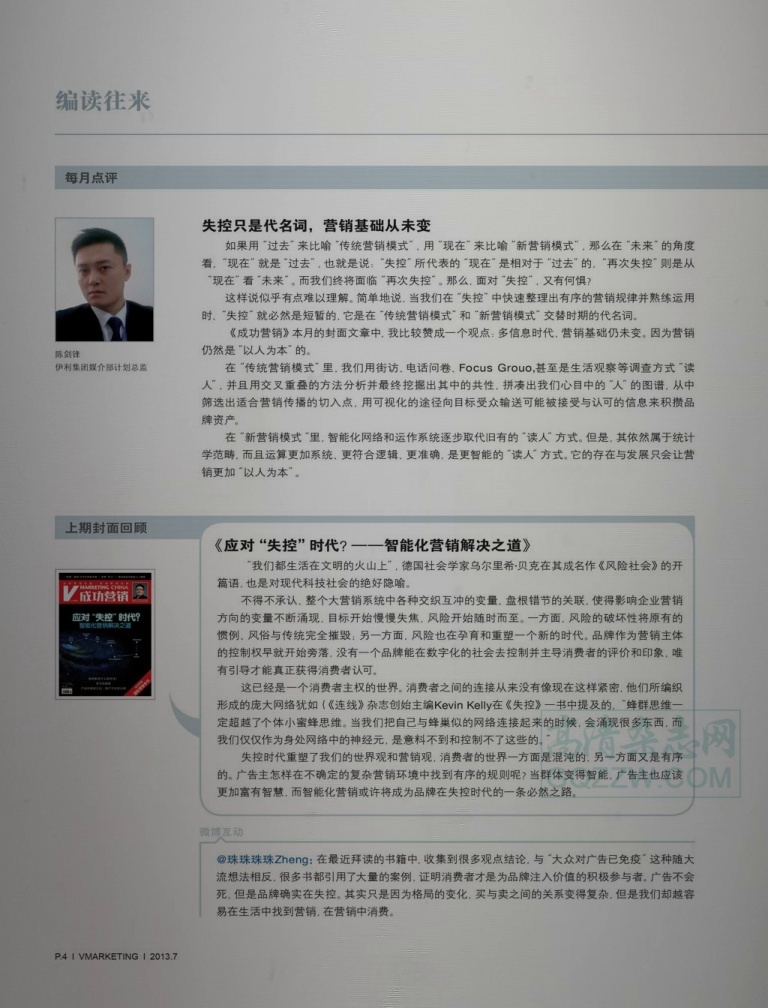 编读往来
每月点评
失控只是代名词，营销基础从未变
如果用“过去”来比喻“传统营销模式”，用“现在”来比喻“新营销模式”，那么在“未来”的角度
看，“现在”就是“过去”，也就是说：“失控”所代表的“现在”是相对于“过去”的，“再次失控”则是从
“现在”看“未来”。而我们终将面临“再次失控”。那么，面对“失控”，又有何惧？
这样说似乎有点难以理解。简单地说，当我们在“失控”中快速整理出有序的营销规律并熟练运用
时，“失控”就必然是短暂的，它是在“传统营销模式”和“新营销模式”交替时期的代名词。
《成功营销》本月的封面文章中，我比较赞成一个观点：多信息时代，营销基础仍未变。因为营销
仍然是“以人为本”的。
在“传统营销模式”里，我们用街访、电话问卷、Focus Grouo,甚至是生活观察等调查方式“读
人”，并且用交叉重叠的方法分析并最终挖掘出其中的共性，拼凑出我们心目中的“人”的图谱，从中
筛选出适合营销传播的切入点，用可视化的途径向目标受众输送可能被接受与认可的信息来积攒品
牌资产。
在“新营销模式”里，智能化网络和运作系统逐步取代旧有的“读人”方式。但是，其依然属于统计
学范畴，而且运算更加系统、更符合逻辑、更准确，是更智能的“读人”方式。它的存在与发展只会让营
销更加“以人为本”。
陈剑锋
伊利集团媒介部计划总监
上期封面回顾
MARKETING CHINA
成功营销
应对“失控”时代？
智能化营销解决之道
《应对“失控”时代？——智能化营销解决之道》
“我们都生活在文明的火山上”，德国社会学家乌尔里希·贝克在其成名作《风险社会》的开
篇语，也是对现代科技社会的绝好隐喻。
不得不承认，整个大营销系统中各种交织互冲的变量，盘根错节的关联，使得影响企业营销
方向的变量不断涌现，目标开始慢慢失焦，风险开始随时而至。一方面，风险的破坏性将原有的
惯例，风俗与传统完全摧毁，另一方面，风险也在孕育和重塑一个新的时代。品牌作为营销主体
的控制权早就开始旁落，没有一个品牌能在数字化的社会去控制并主导消费者的评价和印象，唯
有引导才能真正获得消费者认可。
这已经是一个消费者主权的世界。消费者之间的连接从来没有像现在这样紧密，他们所编织
形成的庞大网络犹如（《连线》杂志创始主编Kevin Kelly在《失控》一书中提及的，“蜂群思维一
定超越了个体小蜜蜂思维。当我们把自己与蜂巢似的网络连接起来的时候，会涌现很多东西，而
我们仅仅作为身处网络中的神经元，是意料不到和控制不了这些的。”
失控时代重塑了我们的世界观和营销观，消费者的世界一方面是混沌的，另一方面又是有序
的。广告主怎样在不确定的复杂营销环境中找到有序的规则呢？当群体变得智能，广告主也应该
更加富有智慧，而智能化营销或许将成为品牌在失控时代的一条必然之路。
高清杂志网
GQZZW.COM
微博互动
@珠珠珠珠Zheng：在最近拜读的书籍中，收集到很多观点结论，与“大众对广告已免疫”这种随大
流想法相反，很多书都引用了大量的案例，证明消费者才是为品牌注入价值的积极参与者。广告不会
死，但是品牌确实在失控。其实只是因为格局的变化，买与卖之间的关系变得复杂，但是我们却越容
易在生活中找到营销，在营销中消费。
P.4 | VMARKETING | 2013.7